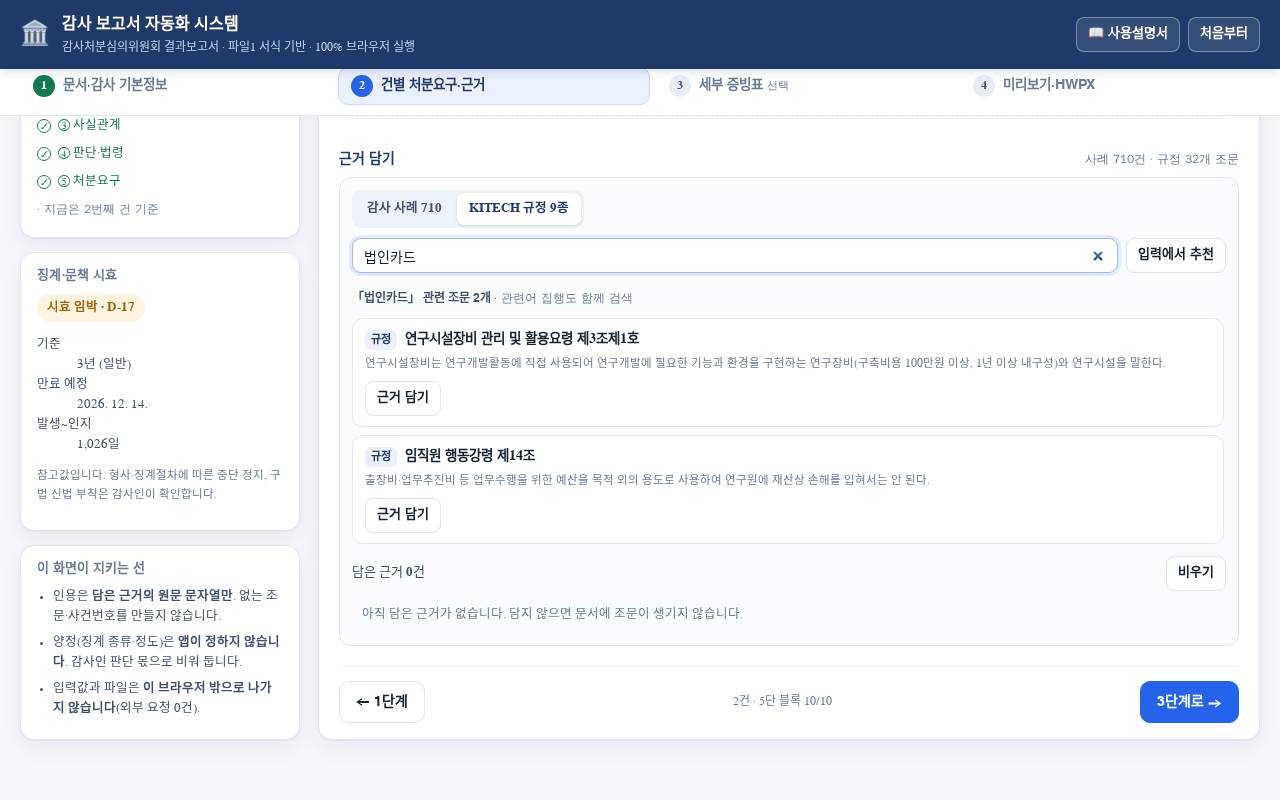 감사 보고서 자동화 시스템
감사처분심의위원회 결과보고서 · 파일1 서식 기반 · 100% 브라우저 실행
📖 사용설명서
처음부터
1 문서·감사 기본정보
2 건별 처분요구·근거
3 세부 증빙표 선택
4 미리보기·HWPX
✓ ③ 사실관계
✓ ④ 판단·법령
✓ ⑤ 처분요구
· 지금은 2번째 건 기준
징계·문책 시효
시효 임박 · D-17
기준
3년 (일반)
만료 예정
2026. 12. 14.
발생~인지
1,026일
참고값입니다. 형사·징계절차에 따른 중단·정지, 구
법·신법 부칙은 감사인이 확인합니다.
이 화면이 지키는 선
• 인용은 담은 근거의 원문 문자열만. 없는 조
문·사건번호를 만들지 않습니다.
• 양정(징계 종류·정도)은 앱이 정하지 않습니
다. 감사인 판단 몫으로 비워 둡니다.
• 입력값과 파일은 이 브라우저 밖으로 나가
지 않습니다(외부 요청 0건).
근거 담기
사례 710건 · 규정 32개 조문
감사 사례 710
KITECH 규정 9종
법인카드
×
입력에서 추천
「법인카드」 관련 조문 2개 · 관련어 집행도 함께 검색
규정 연구시설장비 관리 및 활용요령 제3조제1호
연구시설장비는 연구개발활동에 직접 사용되어 연구개발에 필요한 기능과 환경을 구현하는 연구장비(구축비용 100만원 이상, 1년 이상 내구성)와 연구시설을 말한다.
근거 담기
규정 임직원 행동강령 제14조
출장비·업무추진비 등 업무수행을 위한 예산을 목적 외의 용도로 사용하여 연구원에 재산상 손해를 입혀서는 안 된다.
근거 담기
담은 근거 0건
비우기
아직 담은 근거가 없습니다. 담지 않으면 문서에 조문이 생기지 않습니다.
← 1단계
2건 · 5단 블록 10/10
3단계로 →